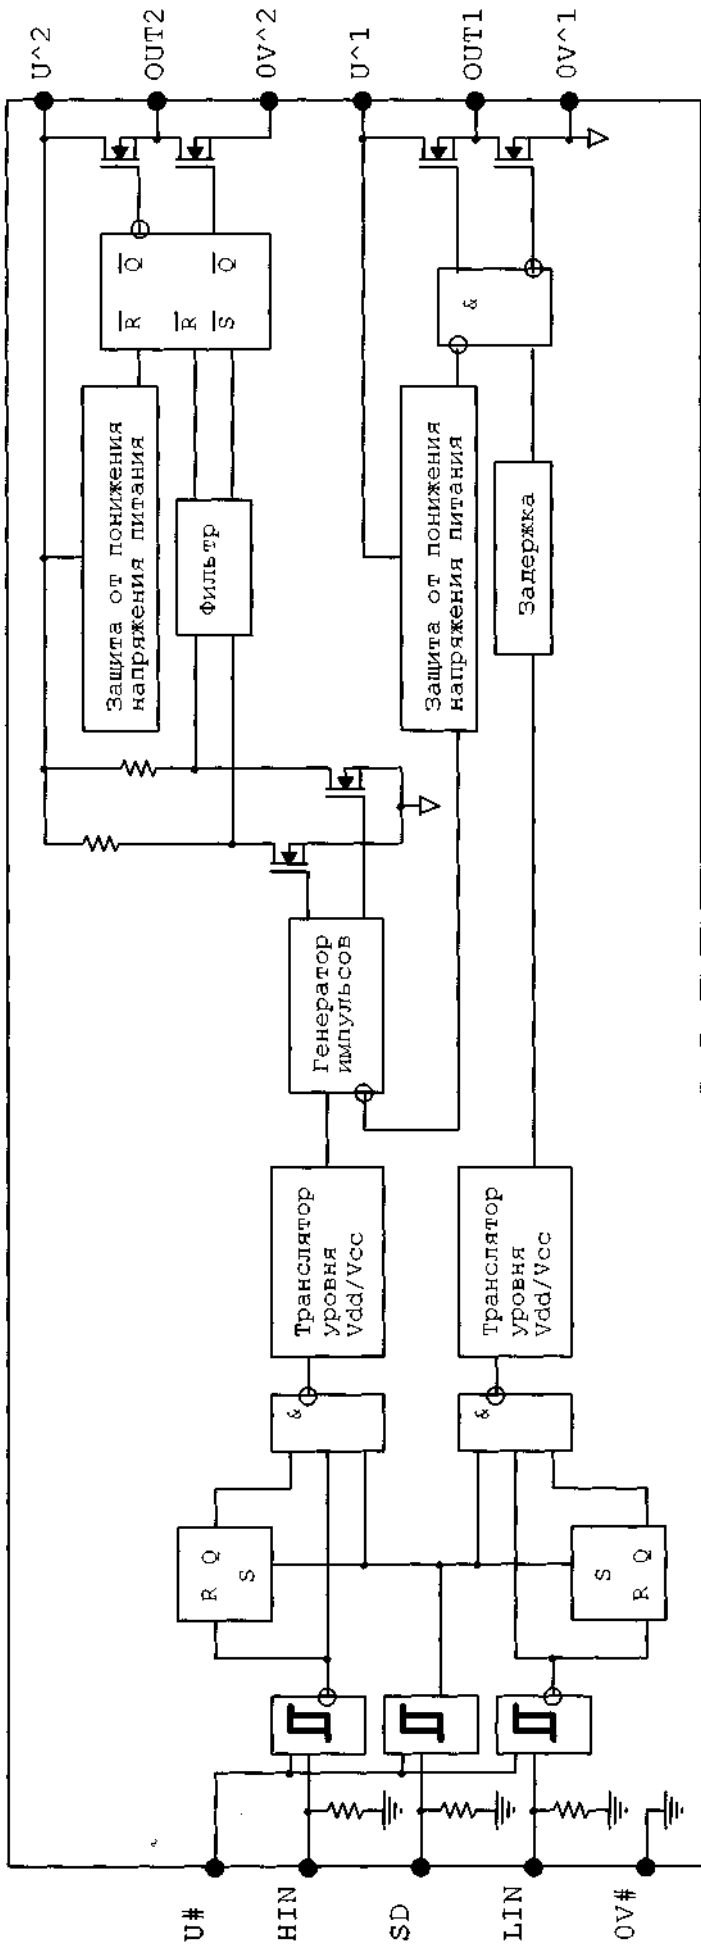 U^2
OUT2
0V^2
U^1
OUT1
0V^1
Q
Q
R
R
S
&
Защита от понижения
напряжения питания
Фильтр
Защита от понижения
напряжения питания
Задержка
Генератор
импульсов
Транслятор
уровня
Vdd/Vcc
Транслятор
уровня
Vdd/Vcc
&
&
R Q
S
S
R Q
U#
HIN
SD
LIN
0V#